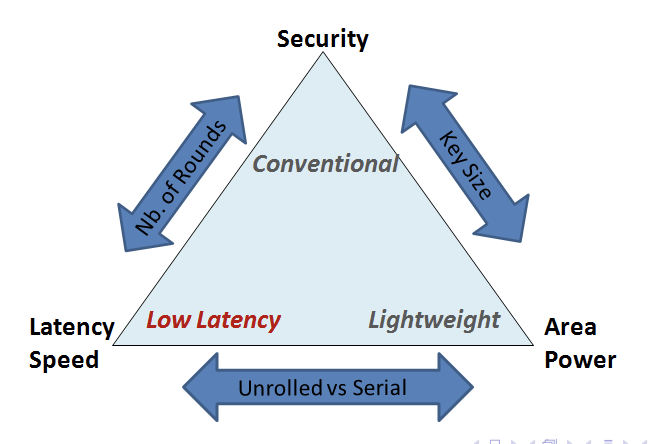 Security
Nb. of Rounds
Key Size
Conventional
Latency
Speed
Low Latency
Lightweight
Area
Power
Unrolled vs Serial